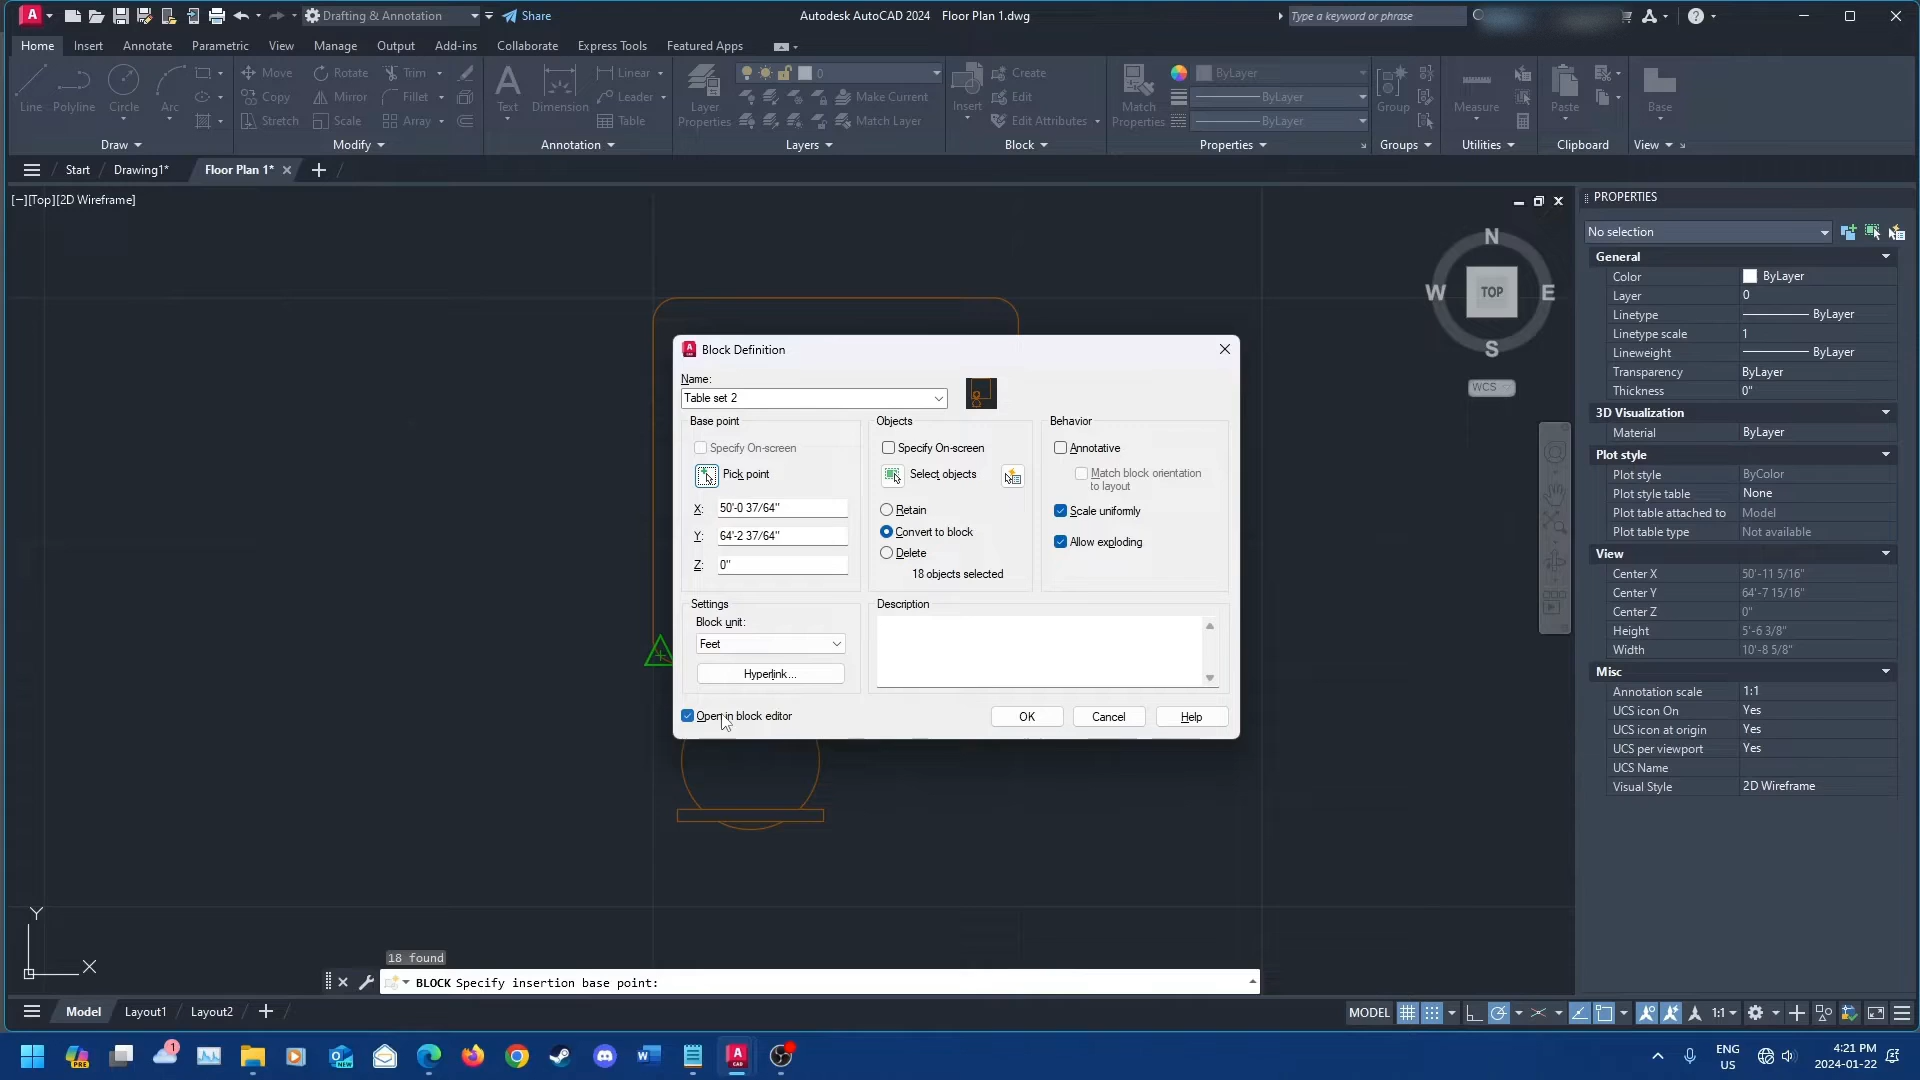 Drafting & Annotation
Share
Autodesk AutoCAD 2024 Floor Plan 1.dwg
Type a keyword or phrase
Home Insert Annotate Parametric View Manage Output Add-ins Collaborate Express Tools Featured Apps
Line Polyline Circle Arc
Move Rotate Trim
Copy Mirror Fillet
Stretch Scale Array
Text Dimension
Linear
Leader
Table
Layer Properties
0
Make Current
Match Layer
Insert
Create
Edit
Edit Attributes
Match Properties
ByLayer
ByLayer
ByLayer
Group
Measure
Paste
Base
Draw Modify Annotation Layers Block Properties Groups Utilities Clipboard View
Start Drawing1* Floor Plan 1*
[−][Top][2D Wireframe]
N
W TOP E
S
WCS
Block Definition
Name:
Table set 2
Base point
Specify On-screen
Pick point
X: 50'-0 37/64"
Y: 64'-2 37/64"
Z: 0"
Objects
Specify On-screen
Select objects
Retain
Convert to block
Delete
18 objects selected
Behavior
Annotative
Match block orientation
to layout
Scale uniformly
Allow exploding
Settings
Block unit:
Feet
Hyperlink...
Description
Open in block editor
OK Cancel Help
PROPERTIES
No selection
General
Color ByLayer
Layer 0
Linetype ByLayer
Linetype scale 1
Lineweight ByLayer
Transparency ByLayer
Thickness 0"
3D Visualization
Material ByLayer
Plot style
Plot style ByColor
Plot style table None
Plot table attached to Model
Plot table type Not available
View
Center X 50'-11 5/16"
Center Y 64'-7 15/16"
Center Z 0"
Height 5'-6 3/8"
Width 10'-8 5/8"
Misc
Annotation scale 1:1
UCS icon On Yes
UCS icon at origin Yes
UCS per viewport Yes
UCS Name
Visual Style 2D Wireframe
Y
X
18 found
BLOCK Specify insertion base point:
Model Layout1 Layout2
MODEL
1:1
1
PRE
NEW
ENG
US
4:21 PM
2024-01-22